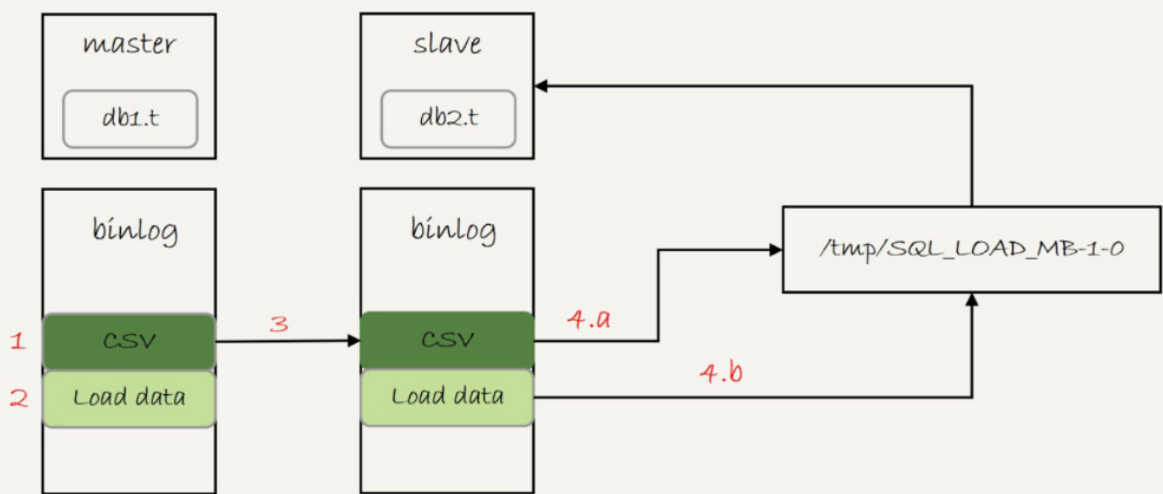 master
db1.t
slave
db2.t
binlog
binlog
/tmp/SQL_LOAD_MB-1-0
1
CSV
3
CSV
4.a
2
Load data
Load data
4.b